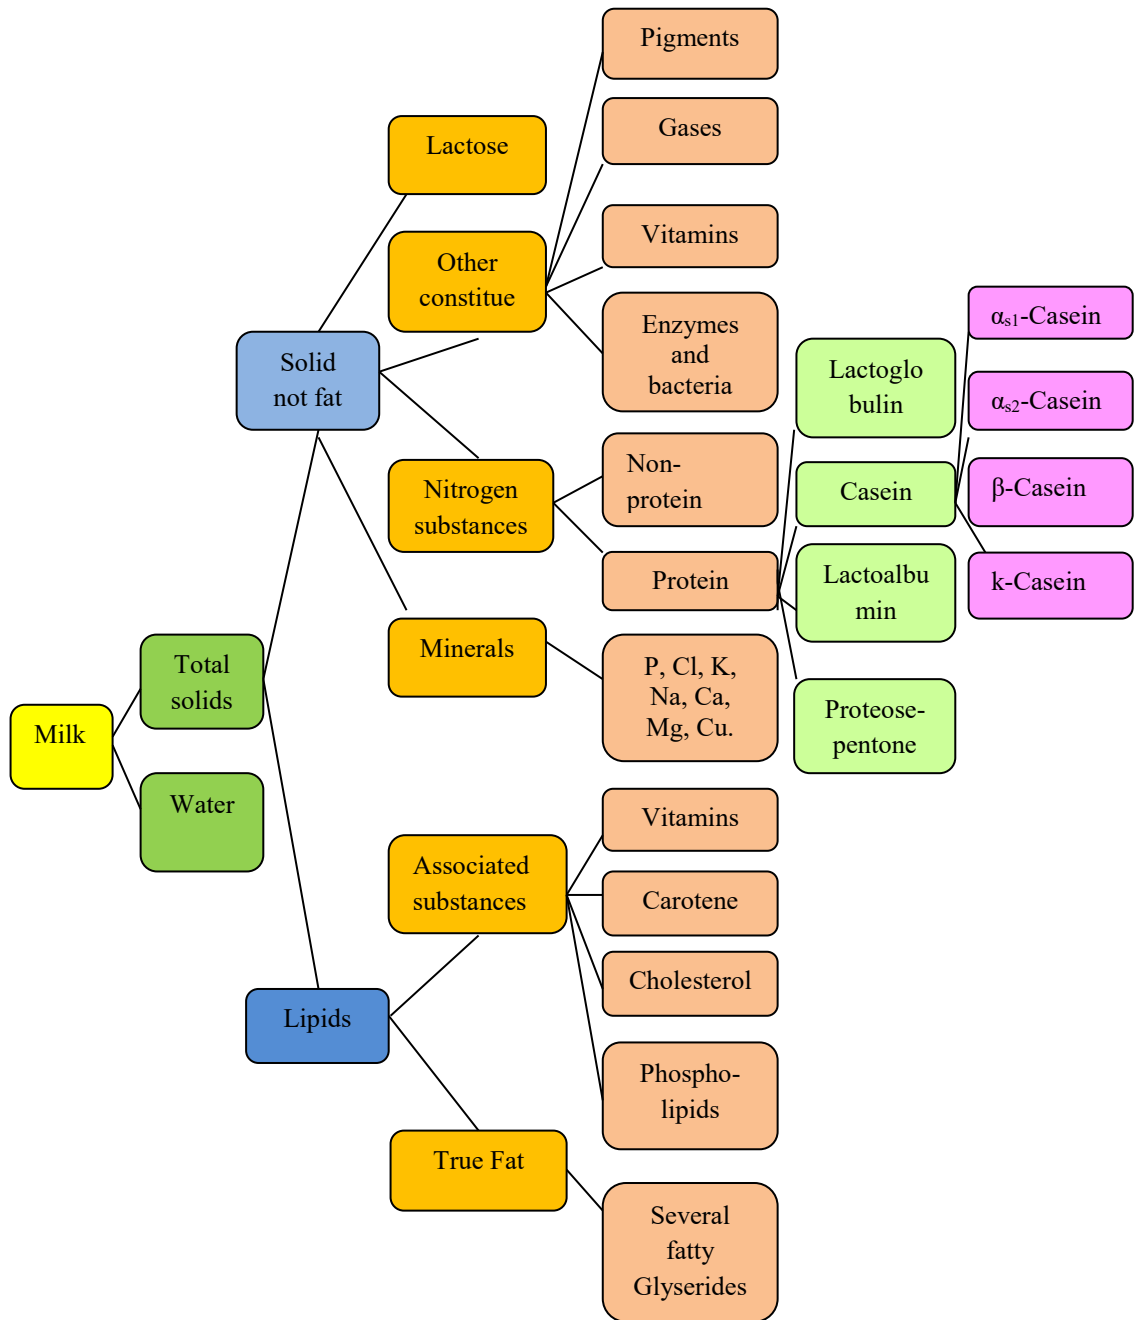 Pigments
Gases
Lactose
Vitamins
Other
constitue
Enzymes
and
bacteria
αs1-Casein
Solid
not fat
Lactoglo
bulin
αs2-Casein
Non-
protein
Nitrogen
substances
Casein
β-Casein
Protein
Lactoalbu
min
k-Casein
Minerals
P, Cl, K,
Na, Ca,
Mg, Cu.
Total
solids
Proteose-
pentone
Milk
Water
Vitamins
Associated
substances
Carotene
Cholesterol
Lipids
Phospho-
lipids
True Fat
Several
fatty
Glyserides